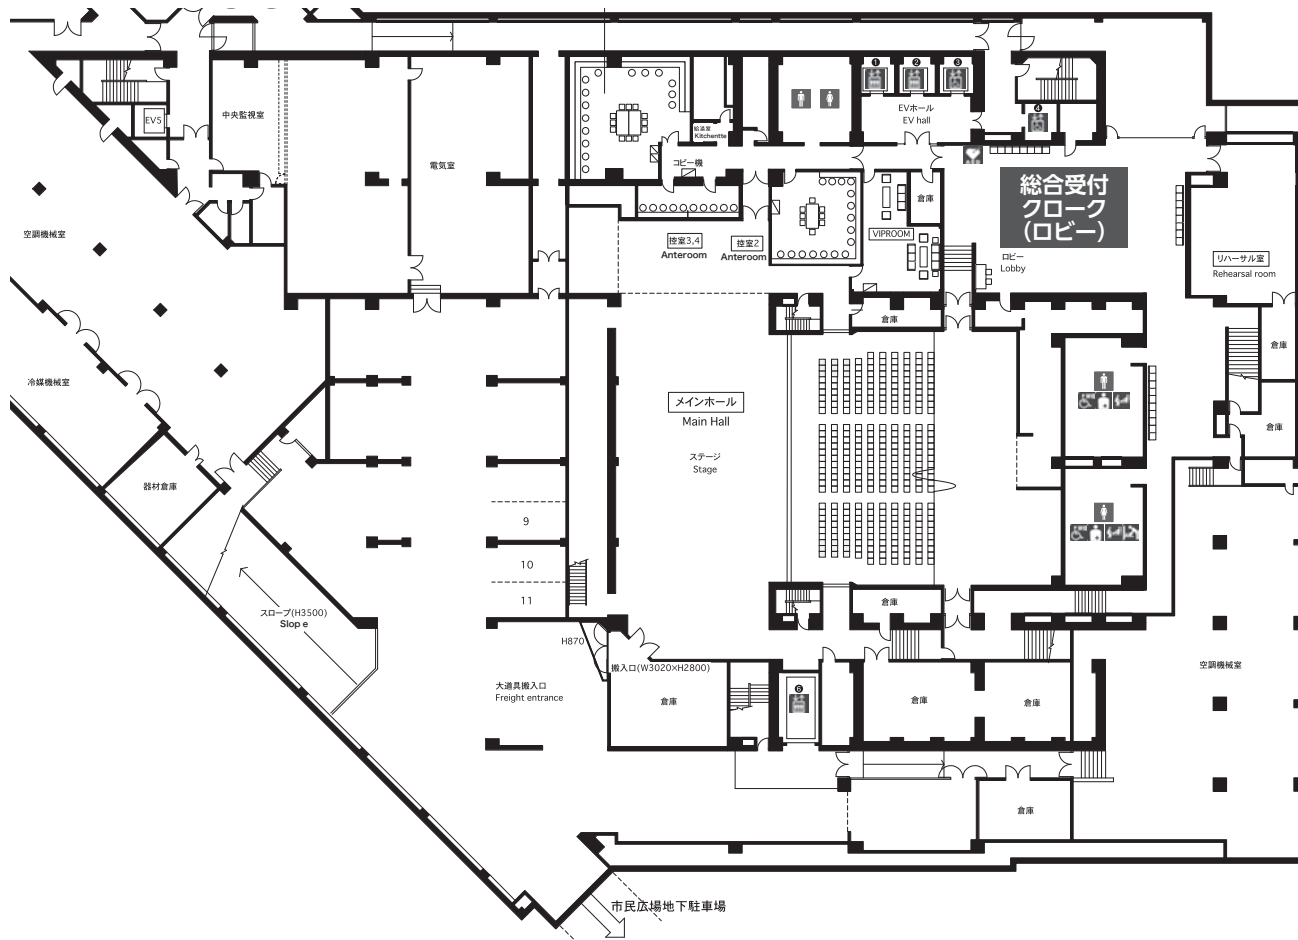 ❶
❷
❸
EV5
中央監視室
電気室
給湯室
Kitchentte
コピー機
EVホール
EV hall
❹
総合受付
クローク
(ロビー)
倉庫
空調機械室
控室3,4
Anteroom
控室2
Anteroom
VIPROOM
ロビー
Lobby
リハーサル室
Rehearsal room
倉庫
倉庫
冷媒機械室
メインホール
Main Hall
ステージ
Stage
倉庫
器材倉庫
9
10
11
スロープ(H3500)
Slop e
倉庫
H870
搬入口(W3020×H2800)
空調機械室
大道具搬入口
Freight entrance
倉庫
❻
倉庫
倉庫
倉庫
市民広場地下駐車場